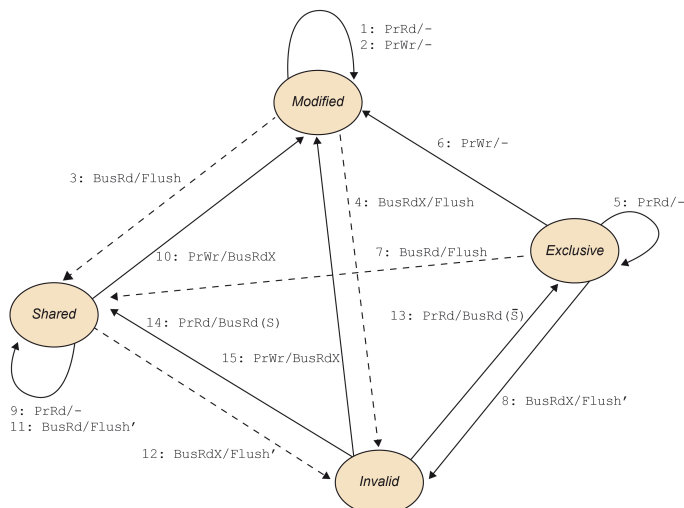 1: PrRd/-
2: PrWr/-
Modified
6: PrWr/-
3: BusRd/Flush
4: BusRdX/Flush
5: PrRd/-
Exclusive
7: BusRd/Flush
10: PrWr/BusRdX
Shared
14: PrRd/BusRd(S)
13: PrRd/BusRd(S̄)
15: PrWr/BusRdX
9: PrRd/-
11: BusRd/Flush′
8: BusRdX/Flush'
12: BusRdX/Flush'
Invalid